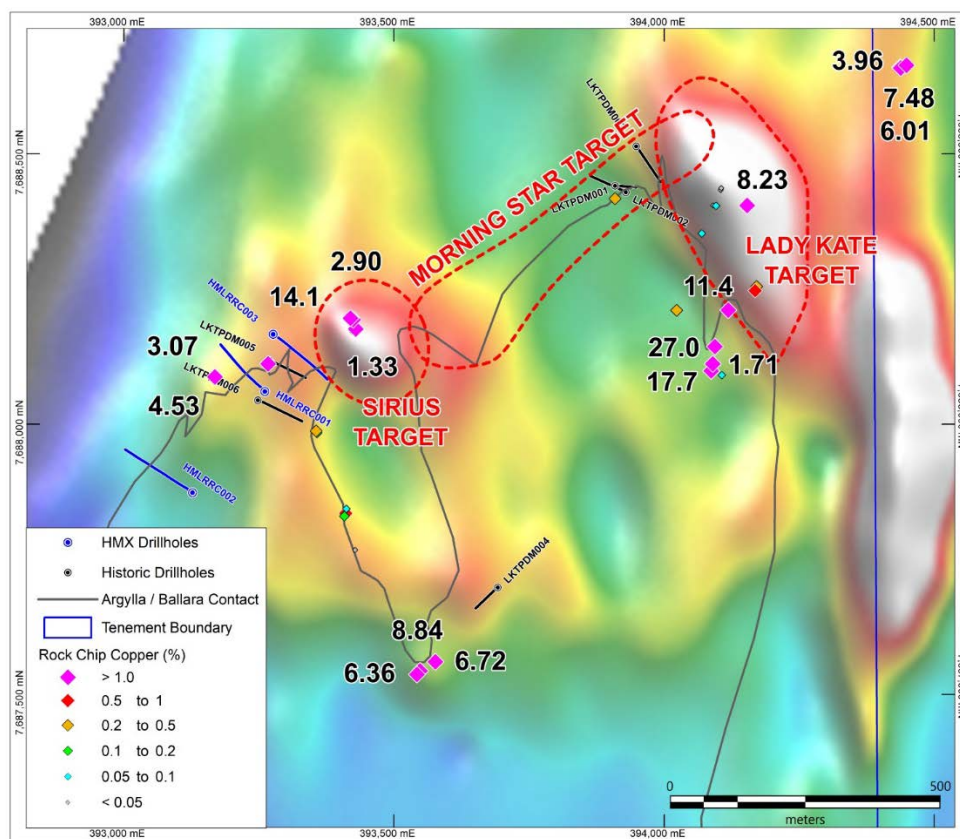 393,000 mE
393,500 mE
394,000 mE
394,500 mE
3.96
7.48
6.01
7,688,500 mN
MORNING STAR TARGET
LKTPDM001
LKTPDM002
8.23
LADY KATE
TARGET
2.90
14.1
HMLRRC003
11.4
LKTPDM005
3.07
1.33
27.0
1.71
17.7
4.53
HMLRRC001
SIRIUS
TARGET
7,688,000 mN
HMLRRC002
LKTPDM004
8.84
6.36
6.72
7,687,500 mN
HMX Drillholes
Historic Drillholes
Argylla / Ballara Contact
Tenement Boundary
Rock Chip Copper (%)
> 1.0
0.5 to 1
0.2 to 0.5
0.1 to 0.2
0.05 to 0.1
< 0.05
0
500
meters
393,000 mE
393,500 mE
394,000 mE